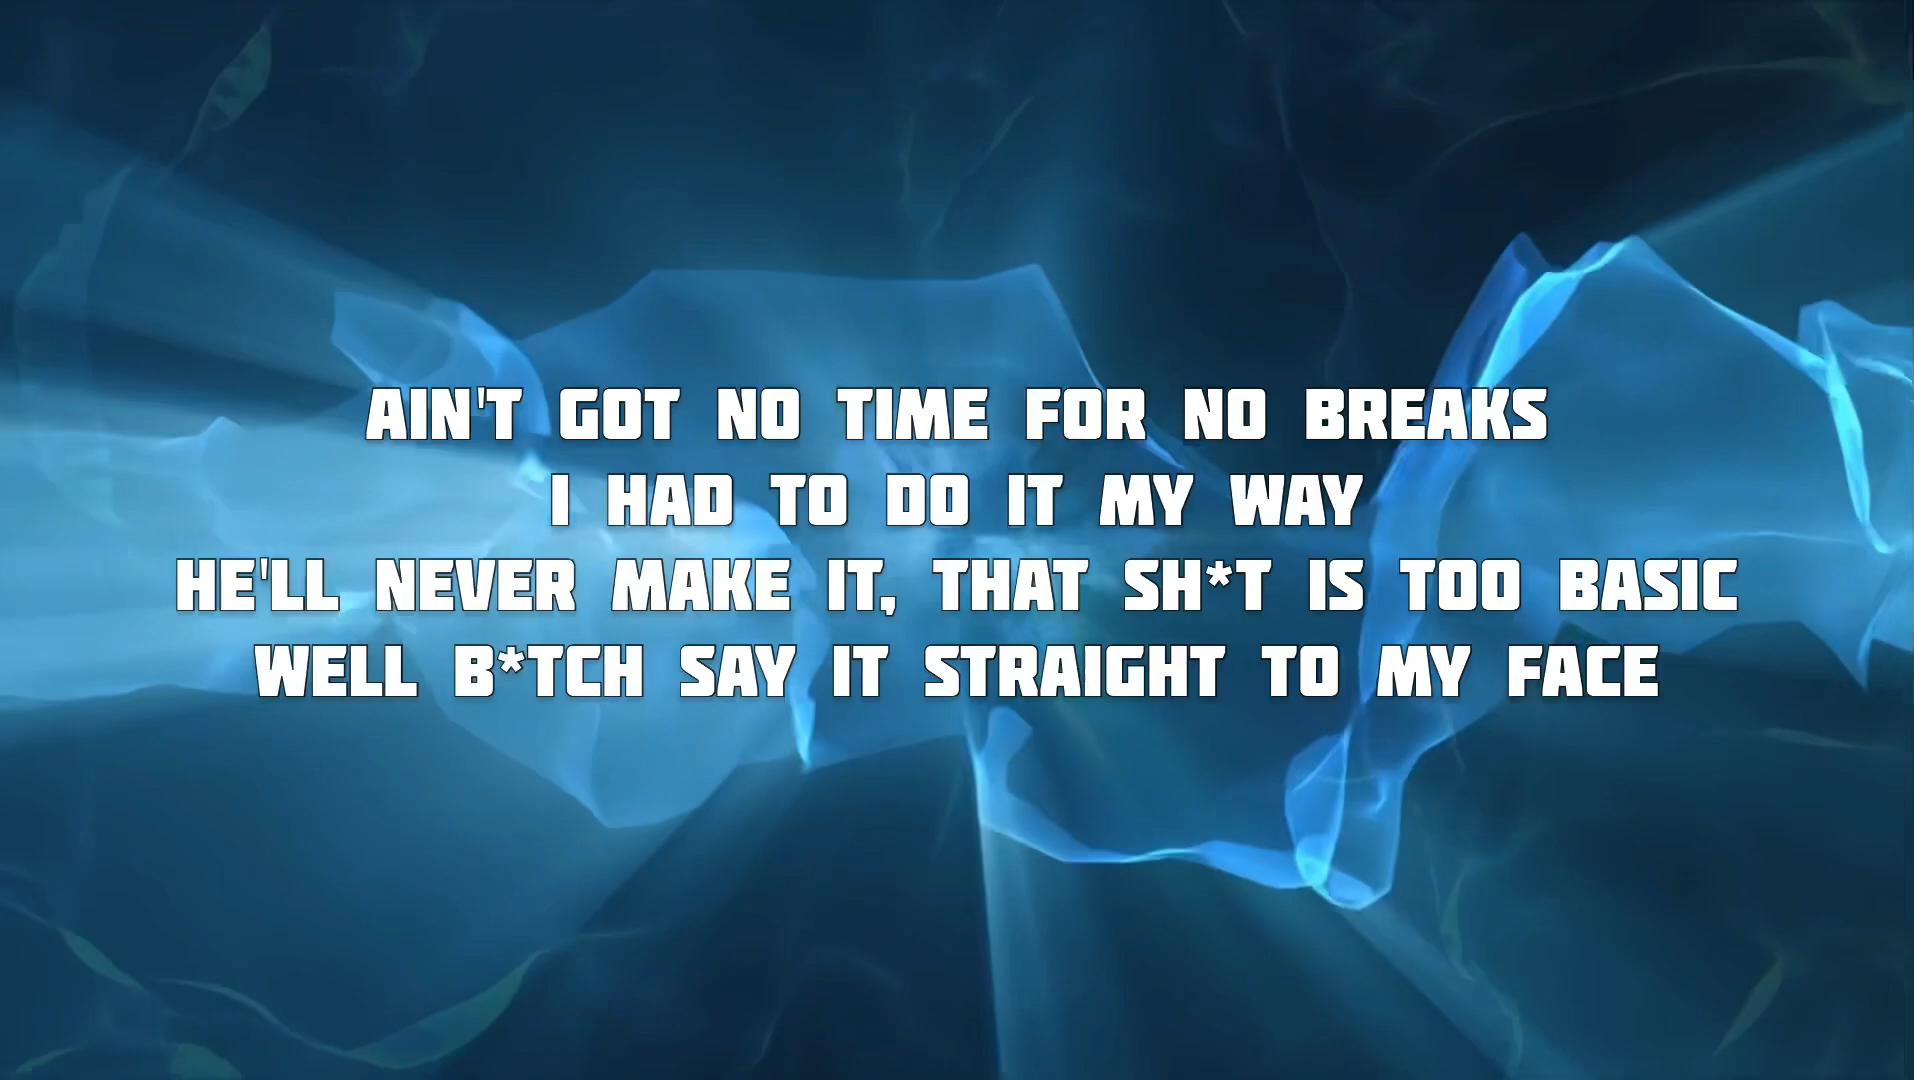 AIN'T GOT NO TIME FOR NO BREAKS
I HAD TO DO IT MY WAY
HE'LL NEVER MAKE IT, THAT SH*T IS TOO BASIC
WELL B*TCH SAY IT STRAIGHT TO MY FACE